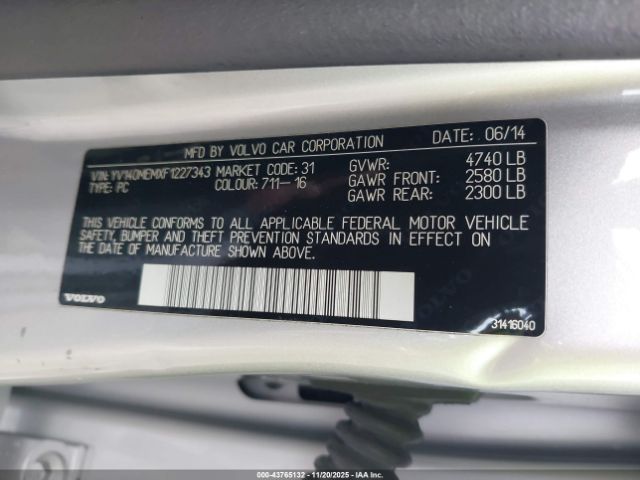 MFD BY VOLVO CAR CORPORATION DATE: 06/14
VIN: YV140MEMXF1227343 MARKET CODE: 31 GVWR: 4740 LB
TYPE: PC COLOUR: 711-16 GAWR FRONT: 2580 LB
GAWR REAR: 2300 LB
THIS VEHICLE CONFORMS TO ALL APPLICABLE FEDERAL MOTOR VEHICLE
SAFETY, BUMPER AND THEFT PREVENTION STANDARDS IN EFFECT ON
THE DATE OF MANUFACTURE SHOWN ABOVE.
VOLVO
31416040
000-43765132 - 11/20/2025 - IAA Inc.